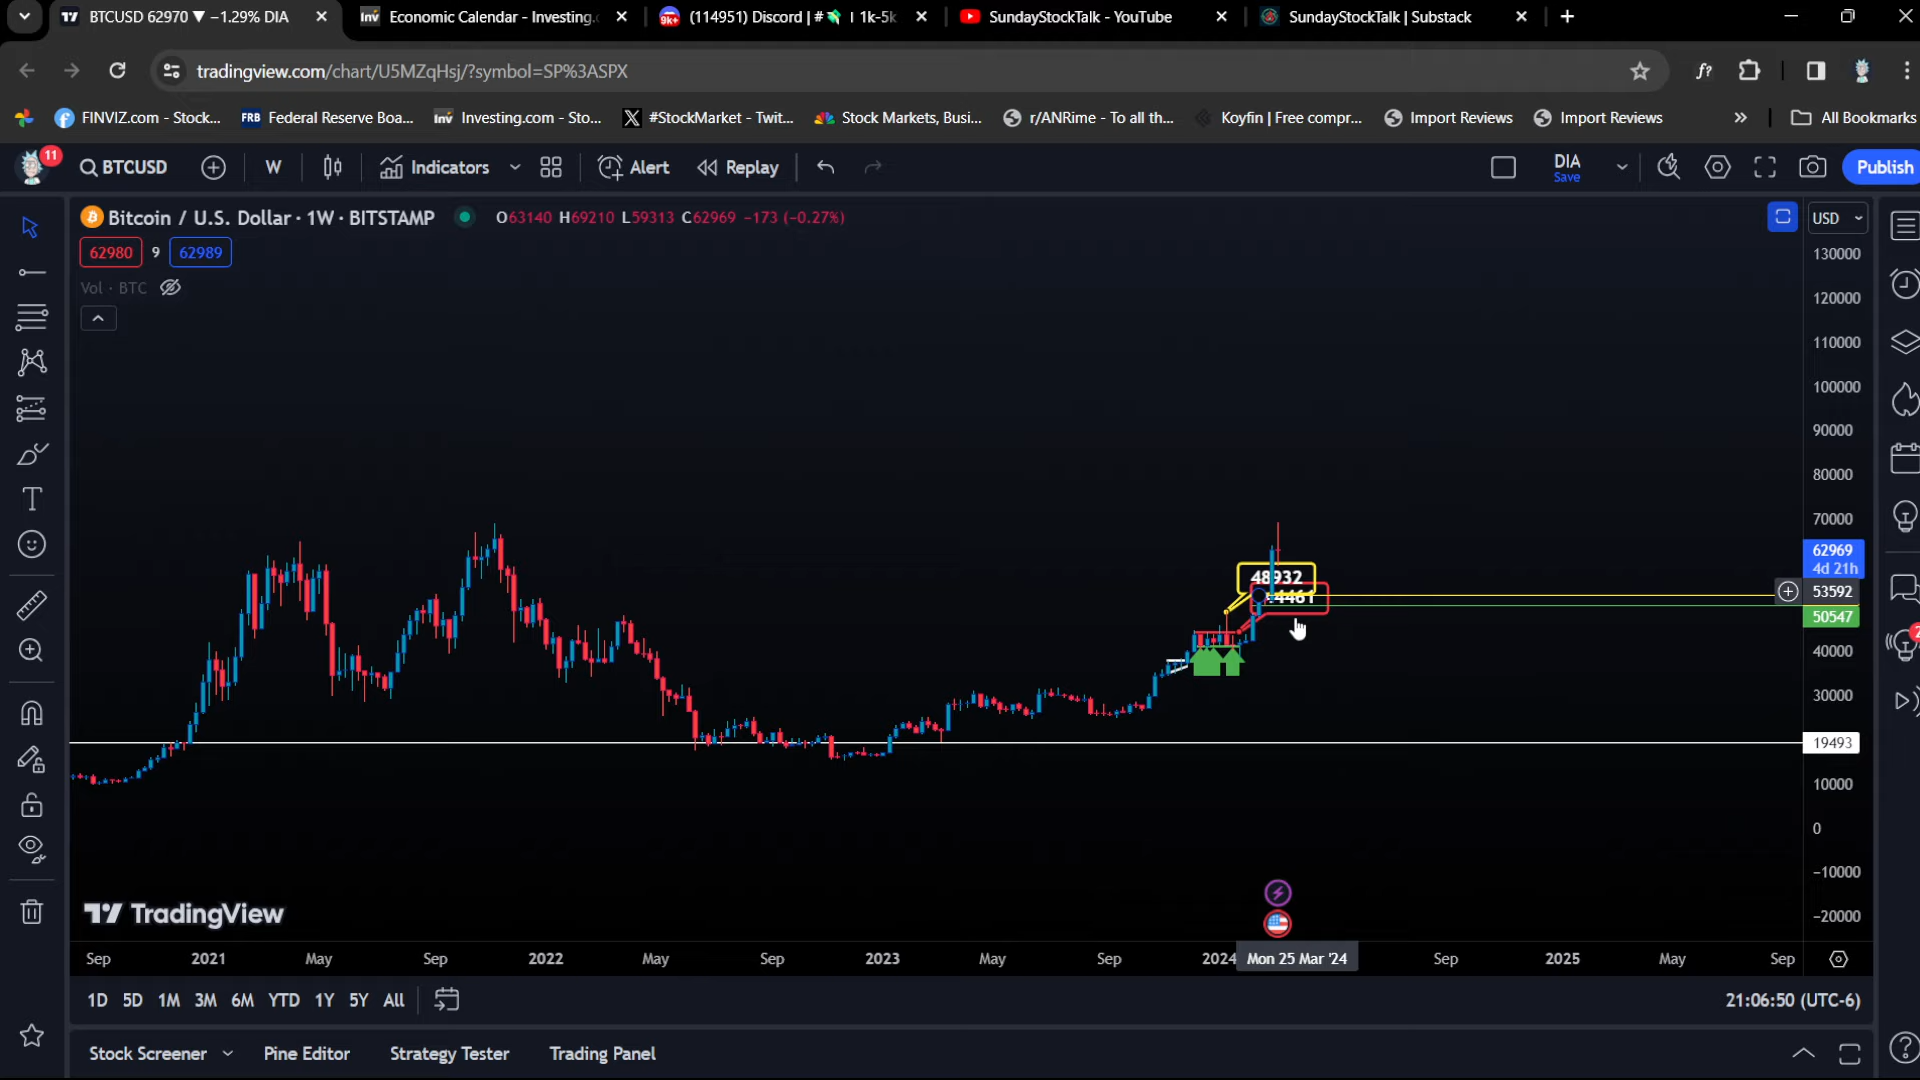 BTCUSD 62970 ▼ −1.29% DIA
Economic Calendar - Investing.
(114951) Discord | # | 1k-5k
SundayStockTalk - YouTube
SundayStockTalk | Substack
tradingview.com/chart/U5MZqHsj/?symbol=SP%3ASPX
FINVIZ.com - Stock...
FRB Federal Reserve Boa...
Inv Investing.com - Sto...
#StockMarket - Twit...
Stock Markets, Busi...
r/ANRime - To all th...
Koyfin | Free compr...
Import Reviews
Import Reviews
All Bookmarks
11
BTCUSD
W
Indicators
Alert
Replay
DIA
Save
Publish
Bitcoin / U.S. Dollar · 1W · BITSTAMP
O63140 H69210 L59313 C62969 −173 (−0.27%)
USD
62980 9 62989
Vol · BTC
130000
120000
110000
100000
90000
80000
70000
62969
4d 21h
48932
53592
50547
40000
30000
19493
10000
0
−10000
−20000
TradingView
Sep 2021 May Sep 2022 May Sep 2023 May Sep 2024 Mon 25 Mar '24 Sep 2025 May Sep
1D 5D 1M 3M 6M YTD 1Y 5Y All
21:06:50 (UTC-6)
Stock Screener Pine Editor Strategy Tester Trading Panel